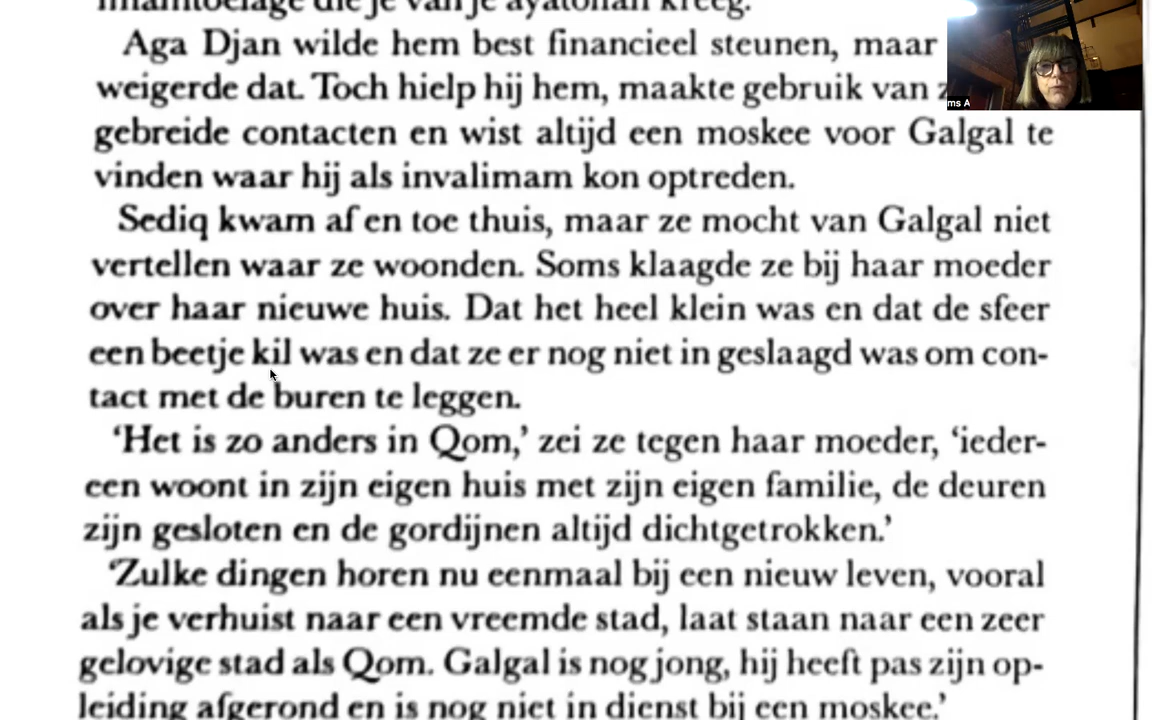 imamtoelage die je van je ayatollah kreeg.
Aga Djan wilde hem best financieel steunen, maar
weigerde dat. Toch hielp hij hem, maakte gebruik van
ms A
gebreide contacten en wist altijd een moskee voor Galgal te
vinden waar hij als invalimam kon optreden.
Sediq kwam af en toe thuis, maar ze mocht van Galgal niet
vertellen waar ze woonden. Soms klaagde ze bij haar moeder
over haar nieuwe huis. Dat het heel klein was en dat de sfeer
een beetje kil was en dat ze er nog niet in geslaagd was om con-
tact met de buren te leggen.
‘Het is zo anders in Qom,’ zei ze tegen haar moeder, ‘ieder-
een woont in zijn eigen huis met zijn eigen familie, de deuren
zijn gesloten en de gordijnen altijd dichtgetrokken.’
‘Zulke dingen horen nu eenmaal bij een nieuw leven, vooral
als je verhuist naar een vreemde stad, laat staan naar een zeer
gelovige stad als Qom. Galgal is nog jong, hij heeft pas zijn op-
leiding afgerond en is nog niet in dienst bij een moskee.’